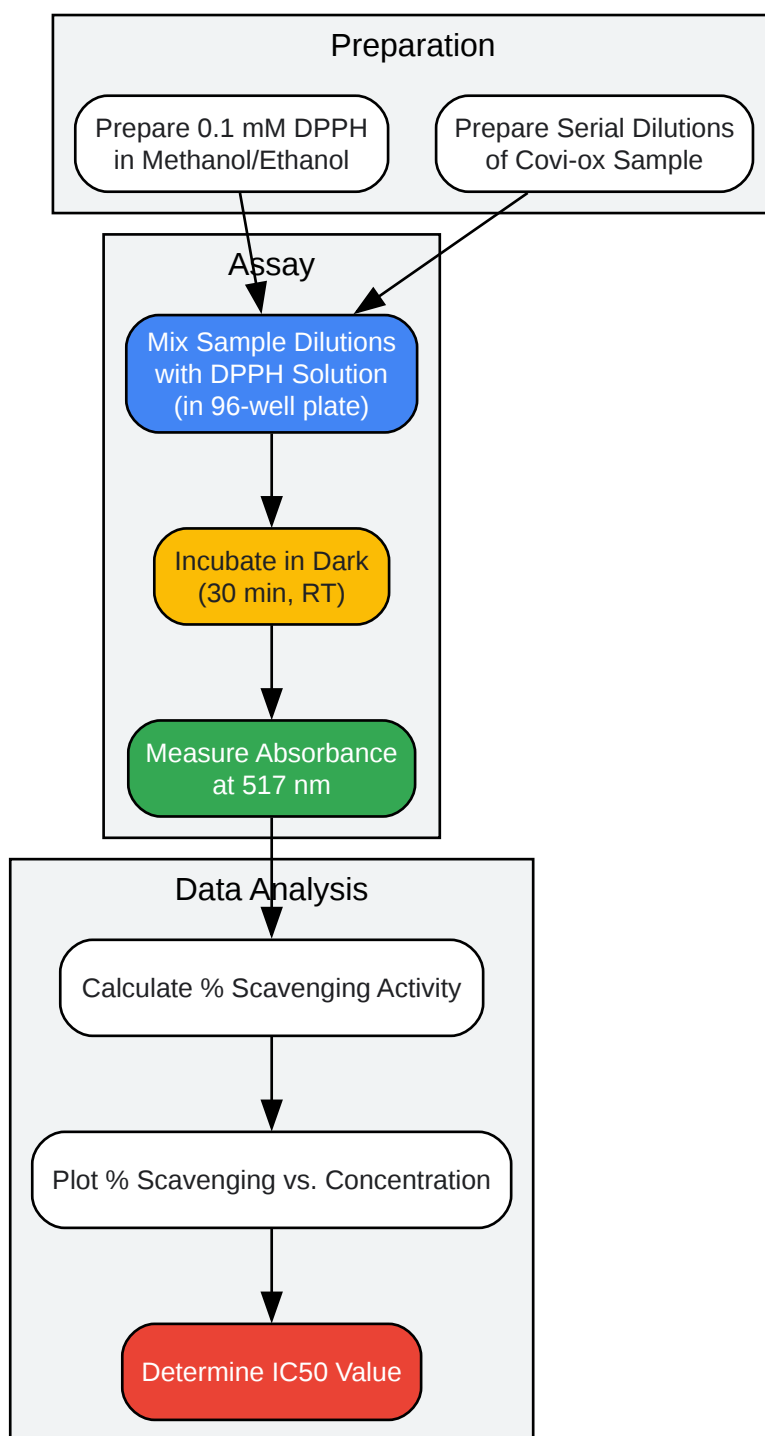 Preparation
Prepare 0.1 mM DPPH
in Methanol/Ethanol
Prepare Serial Dilutions
of Covi-ox Sample
Assay
Mix Sample Dilutions
with DPPH Solution
(in 96-well plate)
Incubate in Dark
(30 min, RT)
Measure Absorbance
at 517 nm
Data Analysis
Calculate % Scavenging Activity
Plot % Scavenging vs. Concentration
Determine IC50 Value